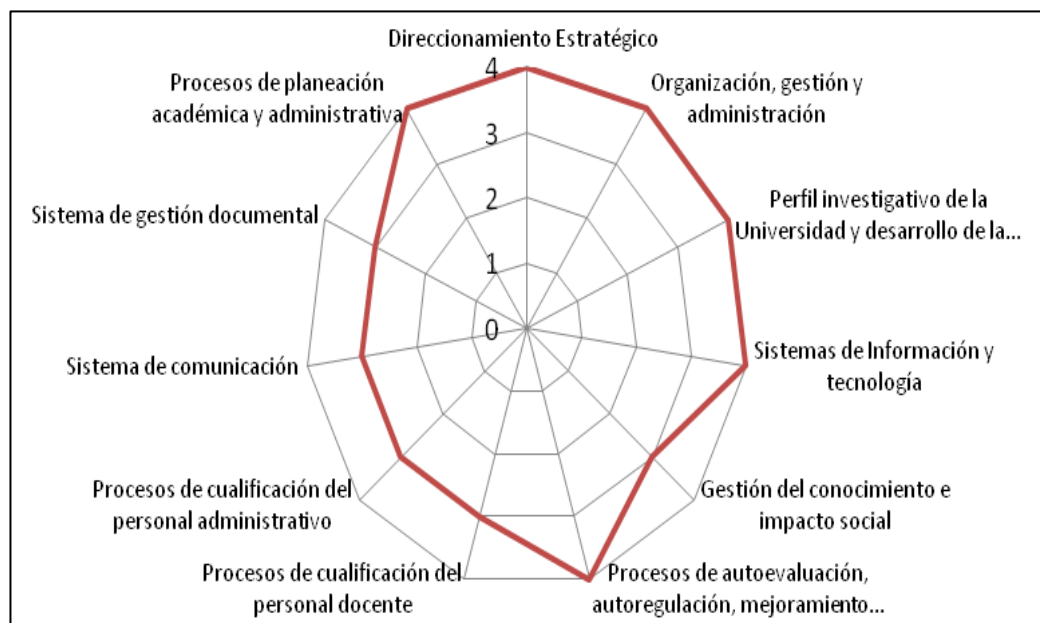 Direccionamiento Estratégico
Organización, gestión y
administración
Perfil investigativo de la
Universidad y desarrollo de la...
Sistemas de Información y
tecnología
Gestión del conocimiento e
impacto social
Procesos de autoevaluación,
autoregulación, mejoramiento...
Procesos de cualificación del
personal docente
Procesos de cualificación del
personal administrativo
Sistema de comunicación
Sistema de gestión documental
Procesos de planeación
académica y administrativa
4
3
2
1
0